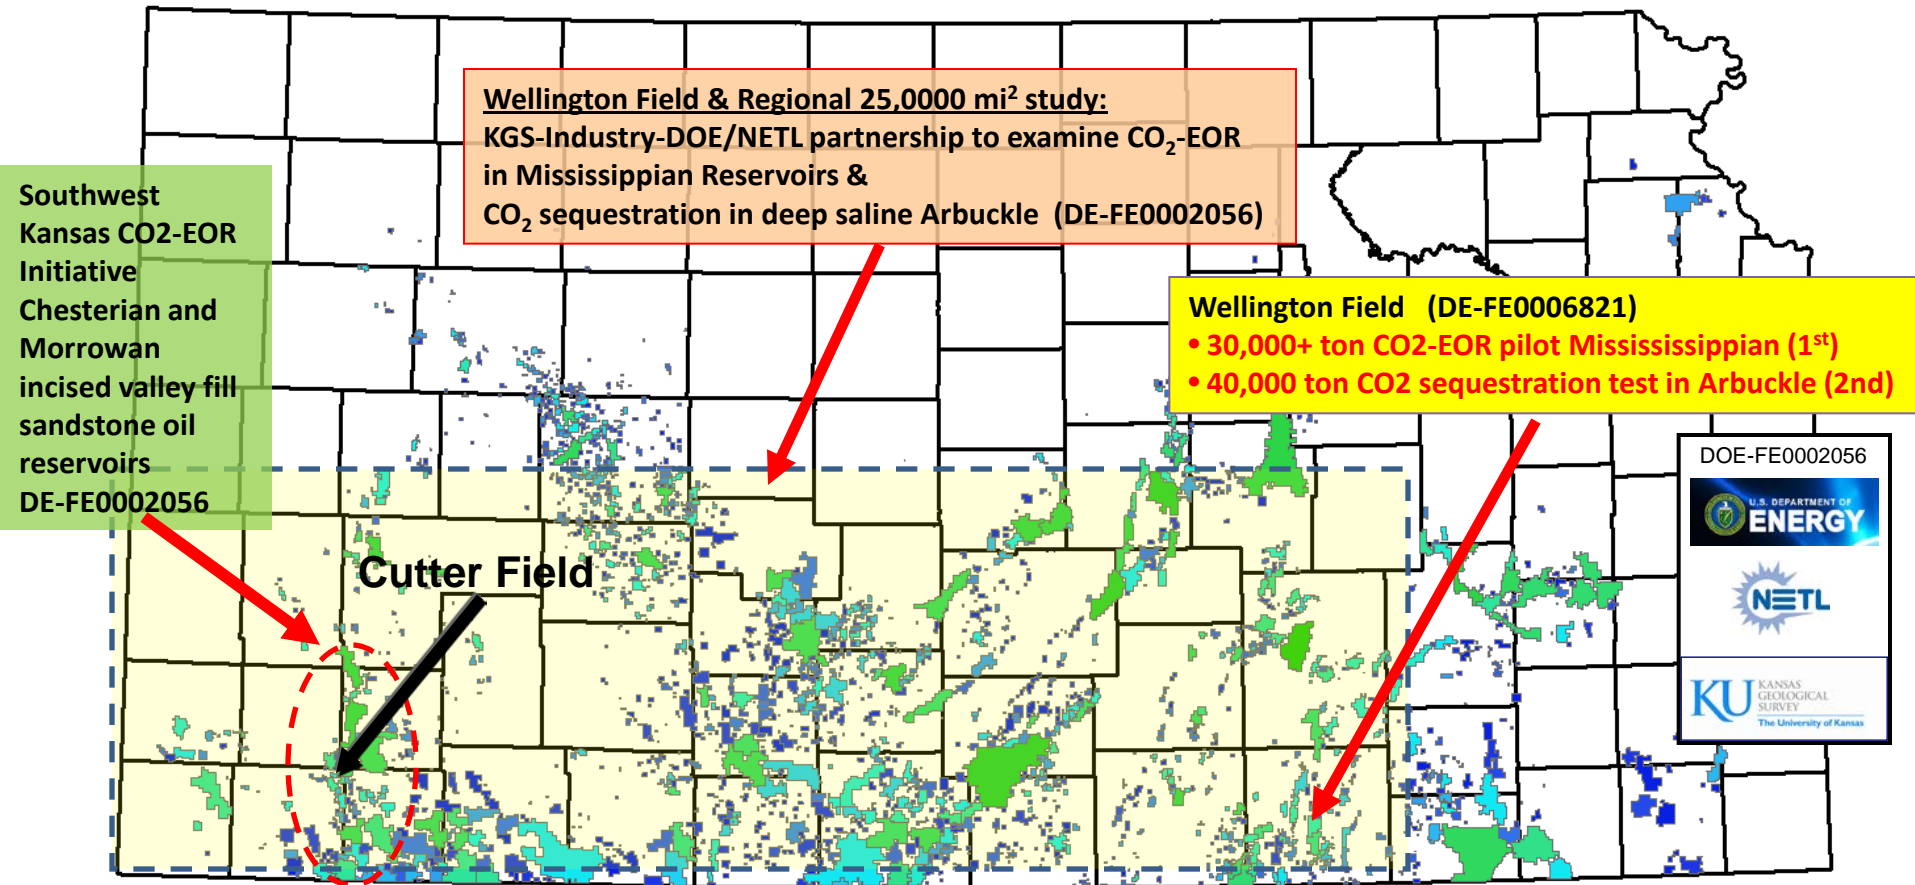 Wellington Field & Regional 25,0000 mi² study:
KGS-Industry-DOE/NETL partnership to examine CO₂-EOR
in Mississippian Reservoirs &
CO₂ sequestration in deep saline Arbuckle (DE-FE0002056)
Southwest
Kansas CO2-EOR
Initiative
Chesterian and
Morrowan
incised valley fill
sandstone oil
reservoirs
DE-FE0002056
Wellington Field (DE-FE0006821)
• 30,000+ ton CO2-EOR pilot Missississippian (1st)
• 40,000 ton CO2 sequestration test in Arbuckle (2nd)
Cutter Field
DOE-FE0002056
U.S. DEPARTMENT OF
ENERGY
NETL
KU
KANSAS
GEOLOGICAL
SURVEY
The University of Kansas